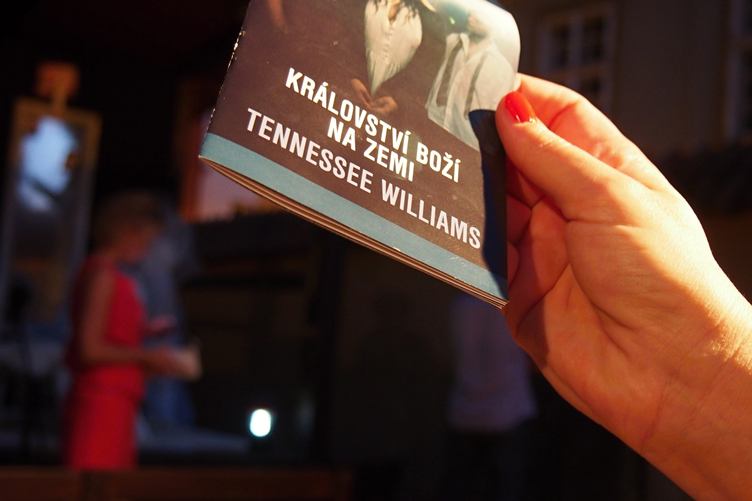 KRÁLOVSTVÍ BOŽÍ
NA ZEMI
TENNESSEE WILLIAMS